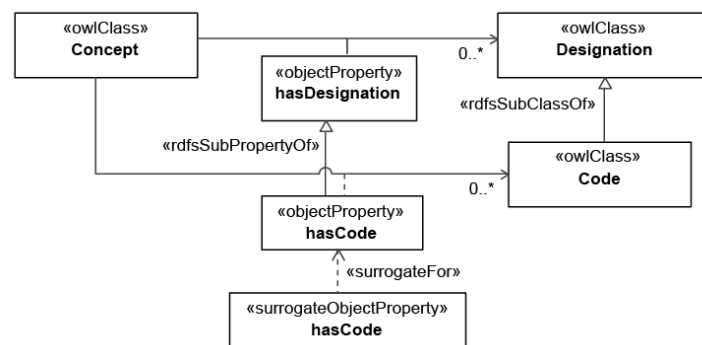 «owlClass»
Concept
«owlClass»
Designation
0..*
«objectProperty»
hasDesignation
«rdfsSubClassOf»
«rdfsSubPropertyOf»
«owlClass»
Code
0..*
«objectProperty»
hasCode
«surrogateFor»
«surrogateObjectProperty»
hasCode